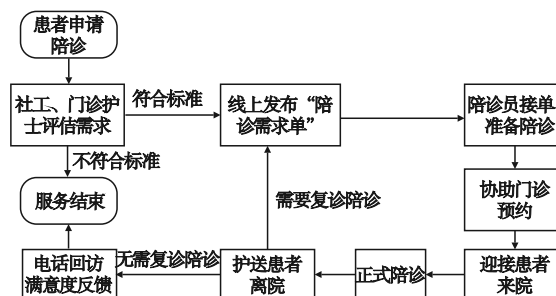 患者申请
陪诊
社工、门诊护
士评估需求
符合标准
线上发布“陪
诊需求单”
陪诊员接单
准备陪诊
不符合标准
服务结束
需要复诊陪诊
协助门诊
预约
电话回访
满意度反馈
无需复诊陪诊
护送患者
离院
正式陪诊
迎接患者
来院